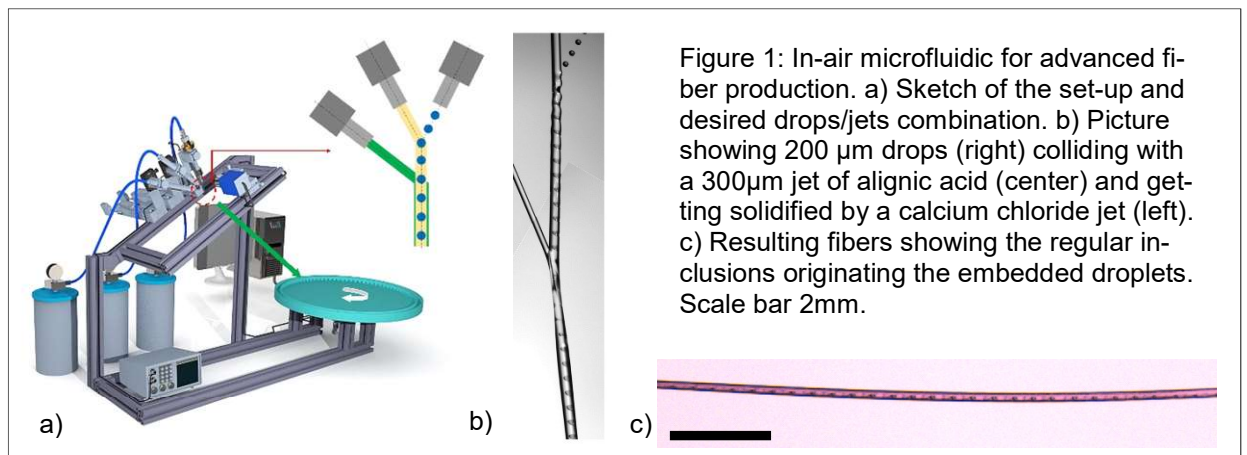 Figure 1: In-air microfluidic for advanced fi-
ber production. a) Sketch of the set-up and
desired drops/jets combination. b) Picture
showing 200 µm drops (right) colliding with
a 300µm jet of alignic acid (center) and get-
ting solidified by a calcium chloride jet (left).
c) Resulting fibers showing the regular in-
clusions originating the embedded droplets.
Scale bar 2mm.
a)
b)
c)